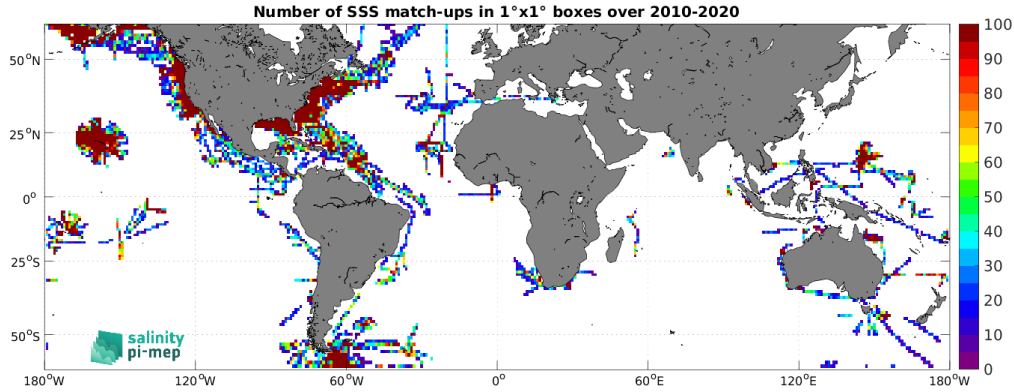 Number of SSS match-ups in 1°x1° boxes over 2010-2020
50°N
25°N
0°
25°S
50°S
180°W
120°W
60°W
0°
60°E
120°E
180°W
100
90
80
70
60
50
40
30
20
10
0
salinity
pi-mep